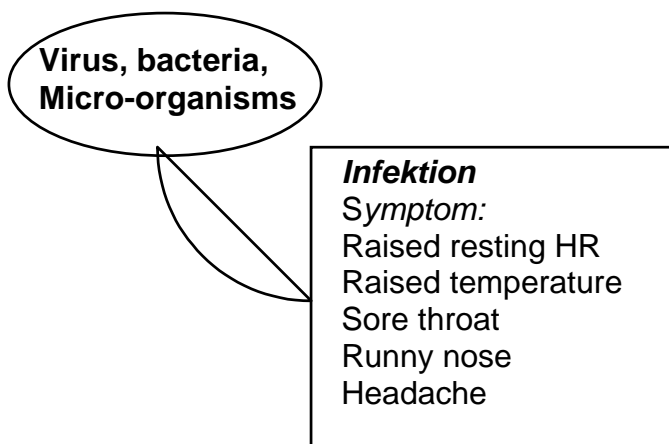 Virus, bacteria,
Micro-organisms
Infektion
Symptom:
Raised resting HR
Raised temperature
Sore throat
Runny nose
Headache